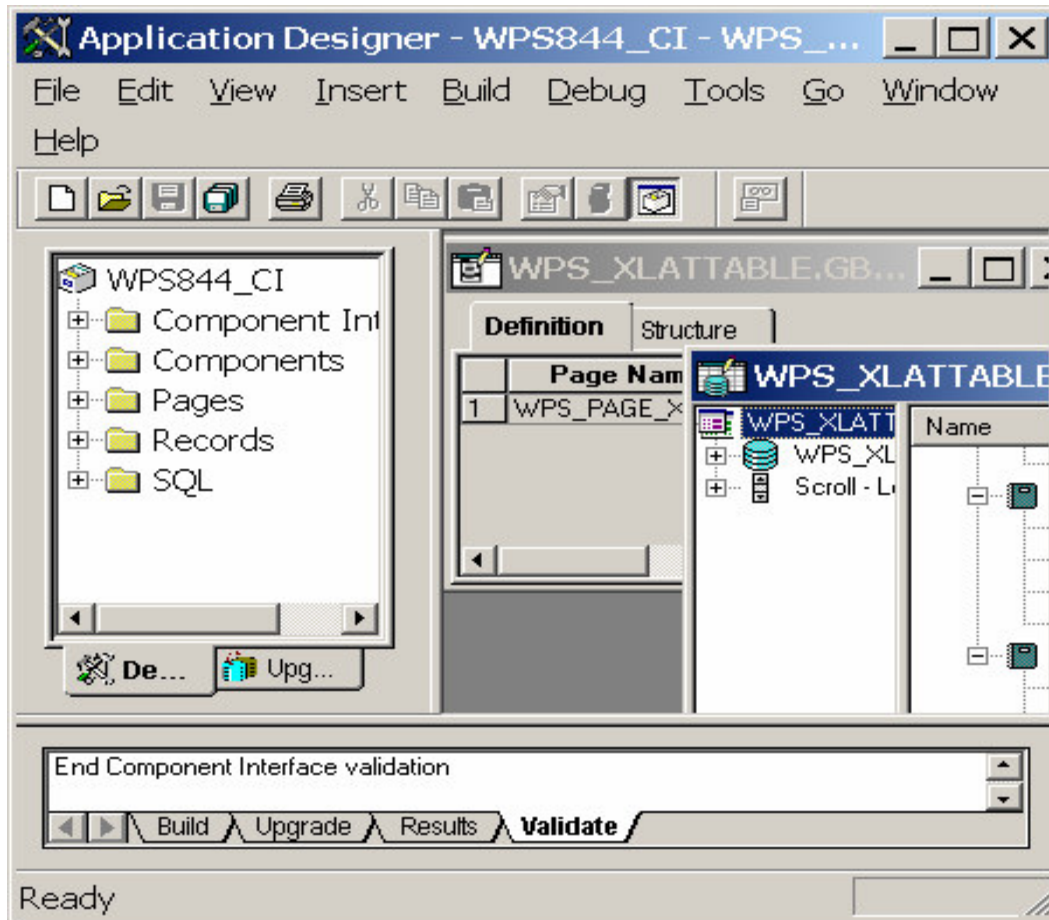 Application Designer - WPS844_CI - WPS_...
File Edit View Insert Build Debug Tools Go Window
Help
WPS844_CI
Component Int
Components
Pages
Records
SQL
De...
Upg...
WPS_XLATTABLE.GB...
Definition
Structure
Page Nam
1 WPS_PAGE_X
WPS_XLATTABLE
WPS_XLATT
WPS_XL
Scroll - Le
Name
End Component Interface validation
Build Upgrade Results Validate
Ready